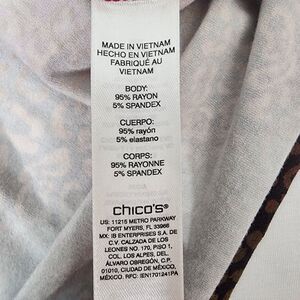 MADE IN VIETNAM
HECHO EN VIETNAM
FABRIQUÉ AU
VIETNAM
BODY:
95% RAYON
5% SPANDEX
CUERPO:
95% rayón
5% elastano
CORPS:
95% RAYONNE
5% SPANDEX
chico's®
US: 11215 METRO PARKWAY
FORT MYERS, FL 33966
MX: IB ENTERPRISES S.A. DE
C.V. CALZADA DE LOS
LEONES NO. 170, PISO 1,
COL. LOS ALPES, DEL.
ÁLVARO OBREGÓN, C.P.
01010, CIUDAD DE MÉXICO,
MÉXICO. RFC: IEN1701241PA